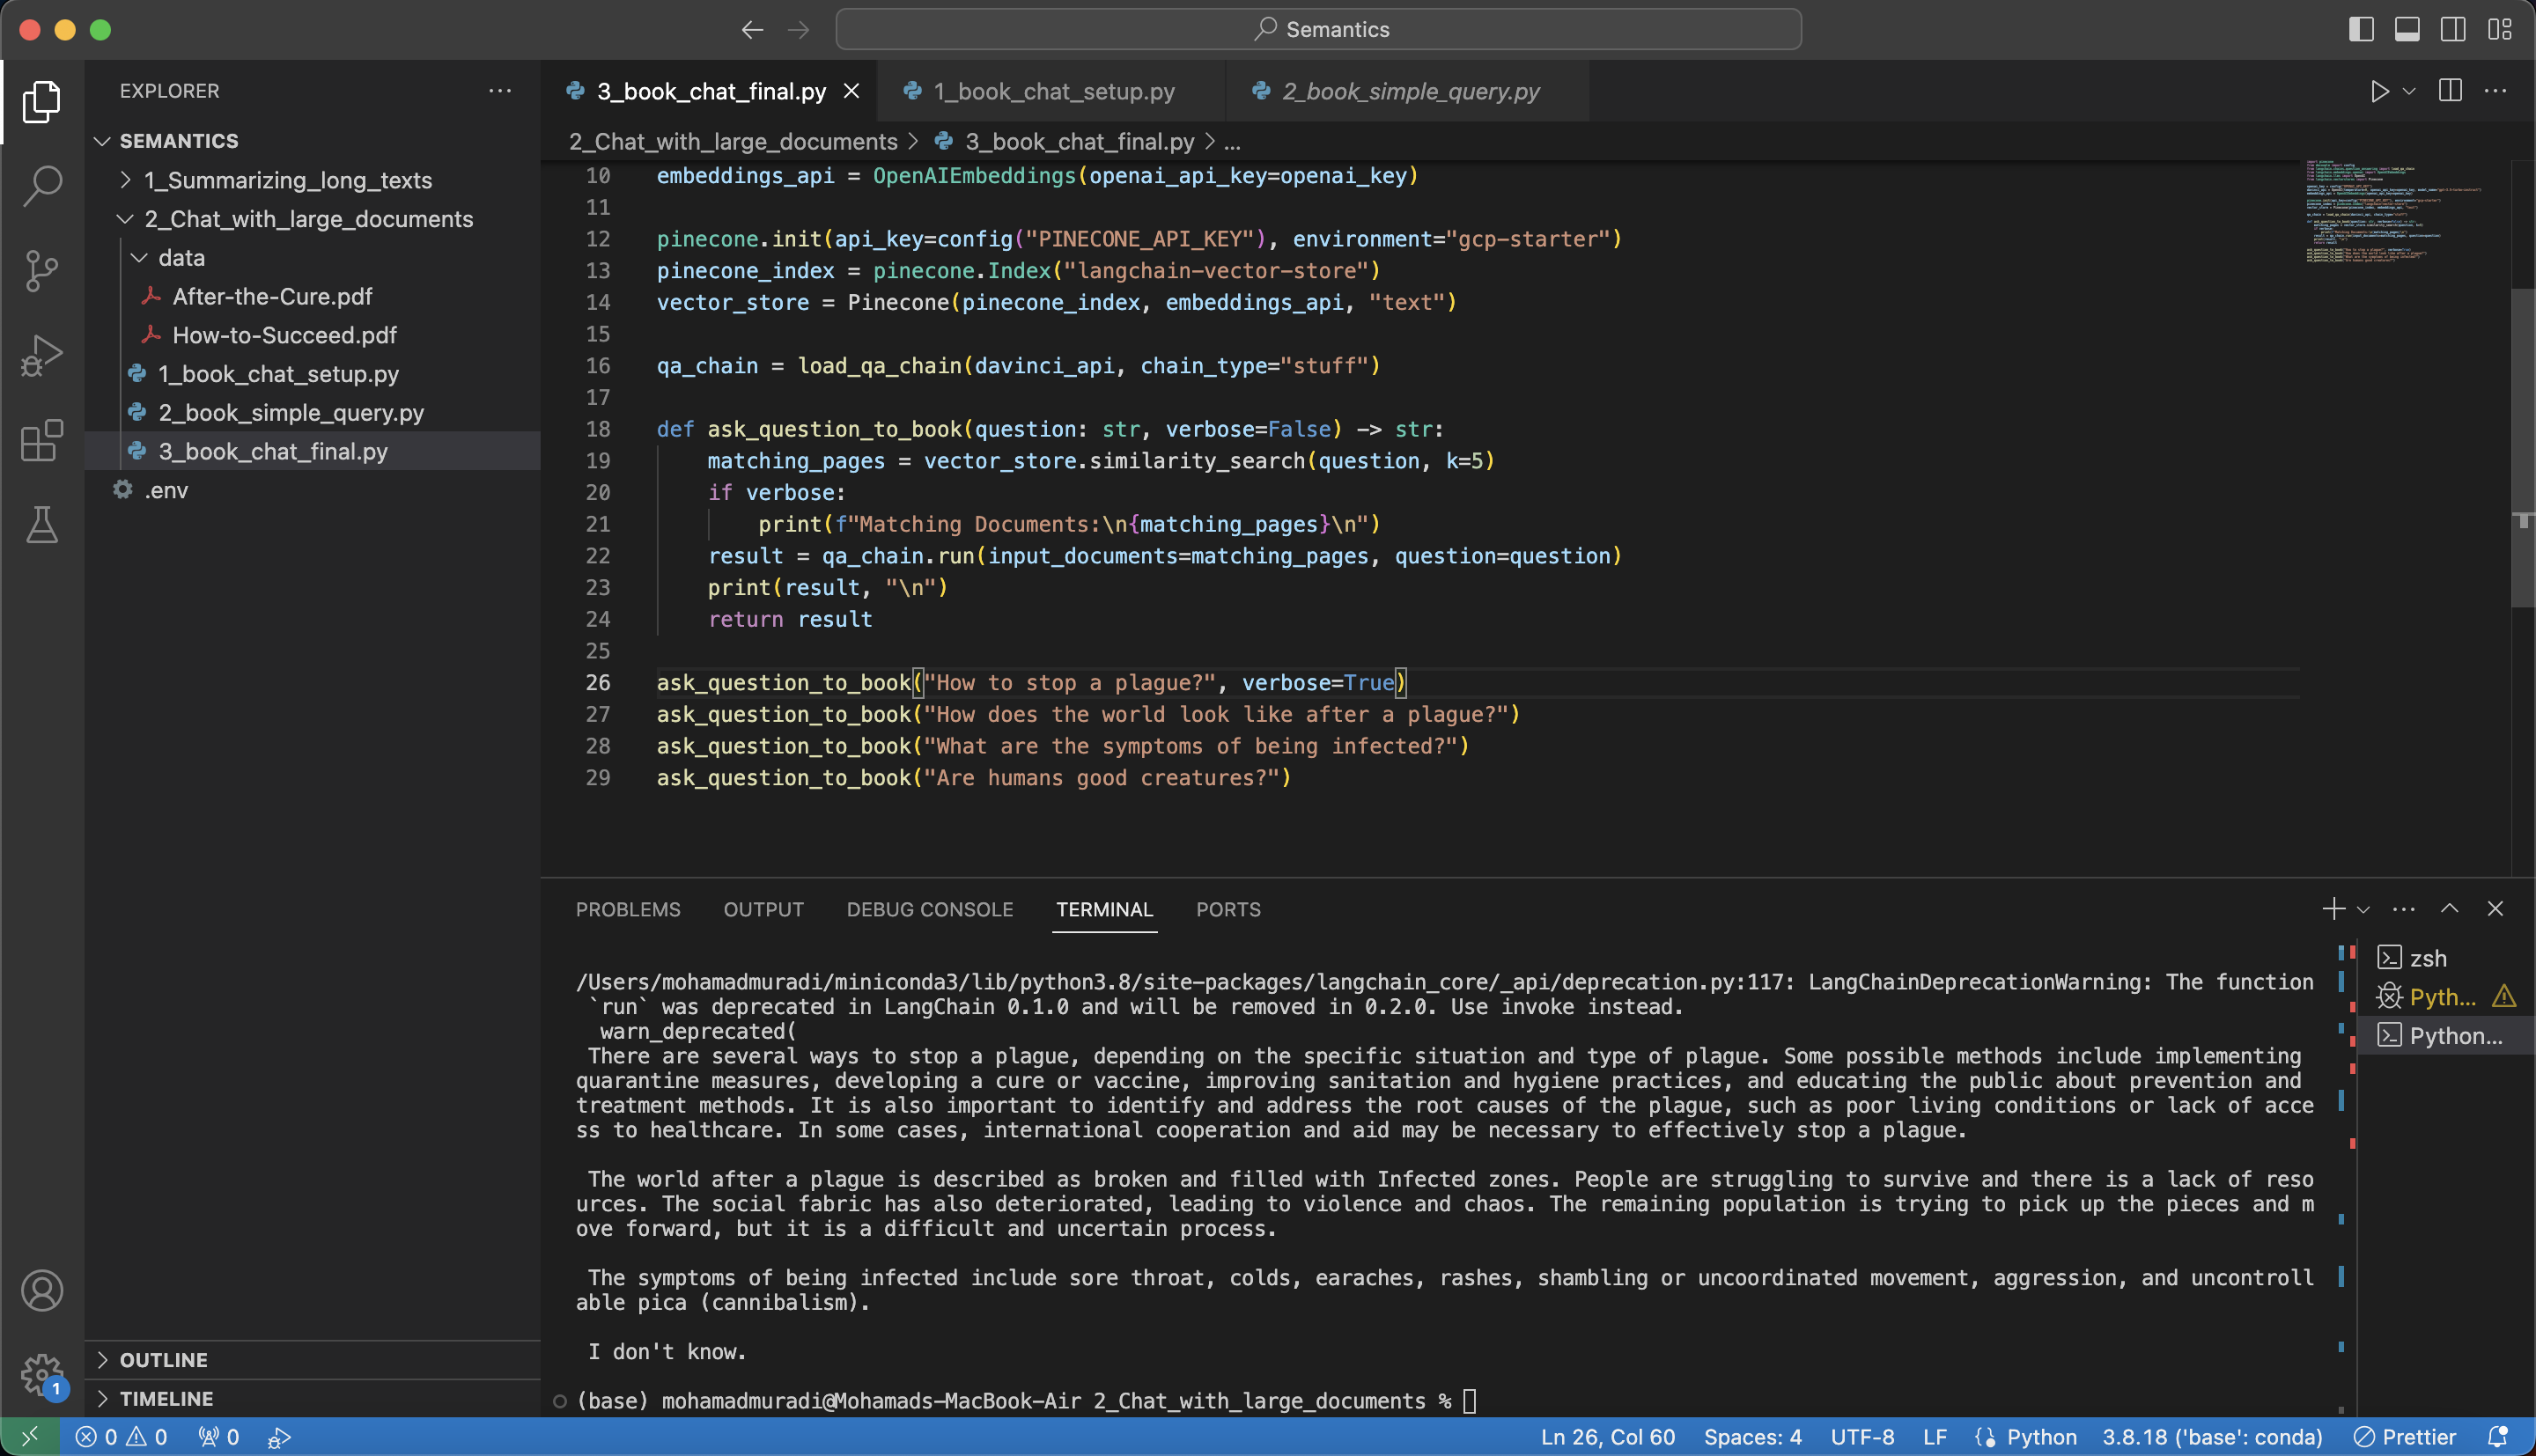 Semantics
EXPLORER
SEMANTICS
1_Summarizing_long_texts
2_Chat_with_large_documents
data
After-the-Cure.pdf
How-to-Succeed.pdf
1_book_chat_setup.py
2_book_simple_query.py
3_book_chat_final.py
.env
OUTLINE
TIMELINE
3_book_chat_final.py
1_book_chat_setup.py
2_book_simple_query.py
2_Chat_with_large_documents > 3_book_chat_final.py > ...
10 embeddings_api = OpenAIEmbeddings(openai_api_key=openai_key)
11
12 pinecone.init(api_key=config("PINECONE_API_KEY"), environment="gcp-starter")
13 pinecone_index = pinecone.Index("langchain-vector-store")
14 vector_store = Pinecone(pinecone_index, embeddings_api, "text")
15
16 qa_chain = load_qa_chain(davinci_api, chain_type="stuff")
17
18 def ask_question_to_book(question: str, verbose=False) -> str:
19     matching_pages = vector_store.similarity_search(question, k=5)
20     if verbose:
21         print(f"Matching Documents:\n{matching_pages}\n")
22     result = qa_chain.run(input_documents=matching_pages, question=question)
23     print(result, "\n")
24     return result
25
26 ask_question_to_book("How to stop a plague?", verbose=True)
27 ask_question_to_book("How does the world look like after a plague?")
28 ask_question_to_book("What are the symptoms of being infected?")
29 ask_question_to_book("Are humans good creatures?")
PROBLEMS OUTPUT DEBUG CONSOLE TERMINAL PORTS
/Users/mohamadmuradi/miniconda3/lib/python3.8/site-packages/langchain_core/_api/deprecation.py:117: LangChainDeprecationWarning: The function
`run` was deprecated in LangChain 0.1.0 and will be removed in 0.2.0. Use invoke instead.
warn_deprecated(
There are several ways to stop a plague, depending on the specific situation and type of plague. Some possible methods include implementing
quarantine measures, developing a cure or vaccine, improving sanitation and hygiene practices, and educating the public about prevention and
treatment methods. It is also important to identify and address the root causes of the plague, such as poor living conditions or lack of acce
ss to healthcare. In some cases, international cooperation and aid may be necessary to effectively stop a plague.
The world after a plague is described as broken and filled with Infected zones. People are struggling to survive and there is a lack of reso
urces. The social fabric has also deteriorated, leading to violence and chaos. The remaining population is trying to pick up the pieces and m
ove forward, but it is a difficult and uncertain process.
The symptoms of being infected include sore throat, colds, earaches, rashes, shambling or uncoordinated movement, aggression, and uncontroll
able pica (cannibalism).
I don't know.
(base) mohamadmuradi@Mohamads-MacBook-Air 2_Chat_with_large_documents %
zsh
Pyth...
Python...
1
0 0 0
Ln 26, Col 60 Spaces: 4 UTF-8 LF Python 3.8.18 ('base': conda) Prettier